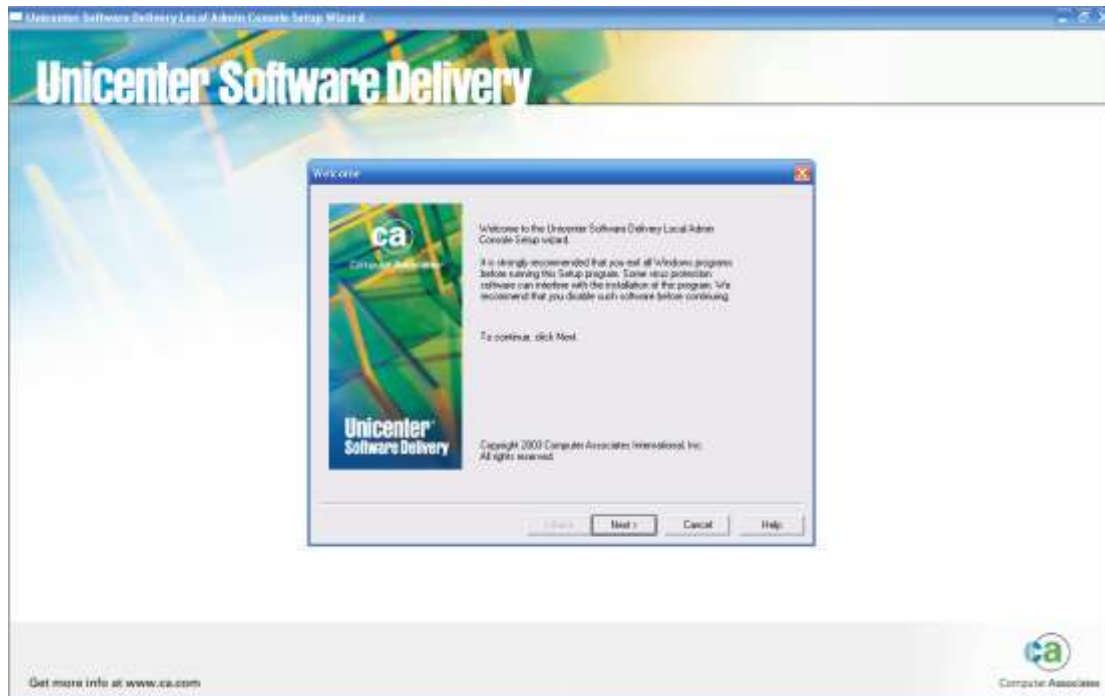 Unicenter Software Delivery Local Admin Console Setup Wizard
Unicenter Software Delivery
Welcome
ca
Computer Associates
Unicenter
Software Delivery
Welcome to the Unicenter Software Delivery Local Admin
Console Setup wizard.
It is strongly recommended that you exit all Windows programs
before running this Setup program. Some virus protection
software can interfere with the installation of the program. We
recommend that you disable such software before continuing.
To continue, click Next.
Copyright 2003 Computer Associates International, Inc.
All rights reserved.
< Back
Next >
Cancel
Help
Get more info at www.ca.com
ca
Computer Associates